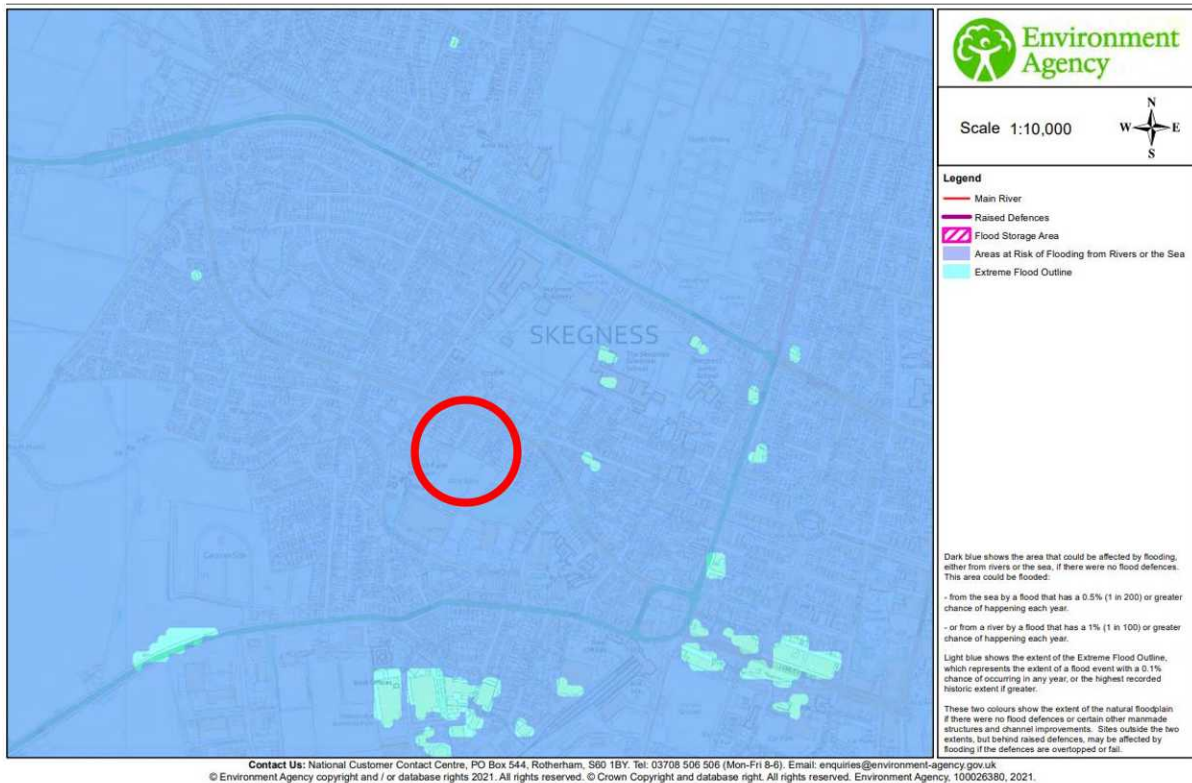 SKEGNESS
Environment
Agency
Scale 1:10,000
N
W
E
S
Legend
Main River
Raised Defences
Flood Storage Area
Areas at Risk of Flooding from Rivers or the Sea
Extreme Flood Outline
Dark blue shows the area that could be affected by flooding,
either from rivers or the sea, if there were no flood defences.
This area could be flooded:
- from the sea by a flood that has a 0.5% (1 in 200) or greater
chance of happening each year.
- or from a river by a flood that has a 1% (1 in 100) or greater
chance of happening each year.
Light blue shows the extent of the Extreme Flood Outline,
which represents the extent of a flood event with a 0.1%
chance of occurring in any year, or the highest recorded
historic extent if greater.
These two colours show the extent of the natural floodplain
if there were no flood defences or certain other manmade
structures and channel improvements. Sites outside the two
extents, but behind raised defences, may be affected by
flooding if the defences are overtopped or fail.
Contact Us: National Customer Contact Centre, PO Box 544, Rotherham, S60 1BY. Tel: 03708 506 506 (Mon-Fri 8-6). Email: enquiries@environment-agency.gov.uk
© Environment Agency copyright and / or database rights 2021. All rights reserved. © Crown Copyright and database right. All rights reserved. Environment Agency, 100026380, 2021.